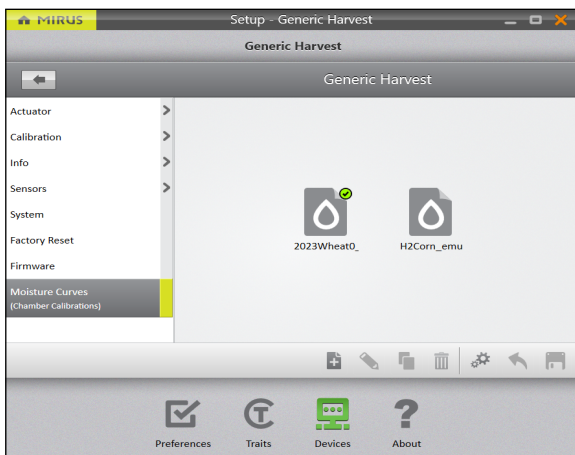 MIRUS
Setup - Generic Harvest
Generic Harvest
Generic Harvest
Actuator
Calibration
Info
Sensors
System
Factory Reset
Firmware
Moisture Curves
(Chamber Calibrations)
2023Wheat0_
H2Corn_emu
Preferences
Traits
Devices
About